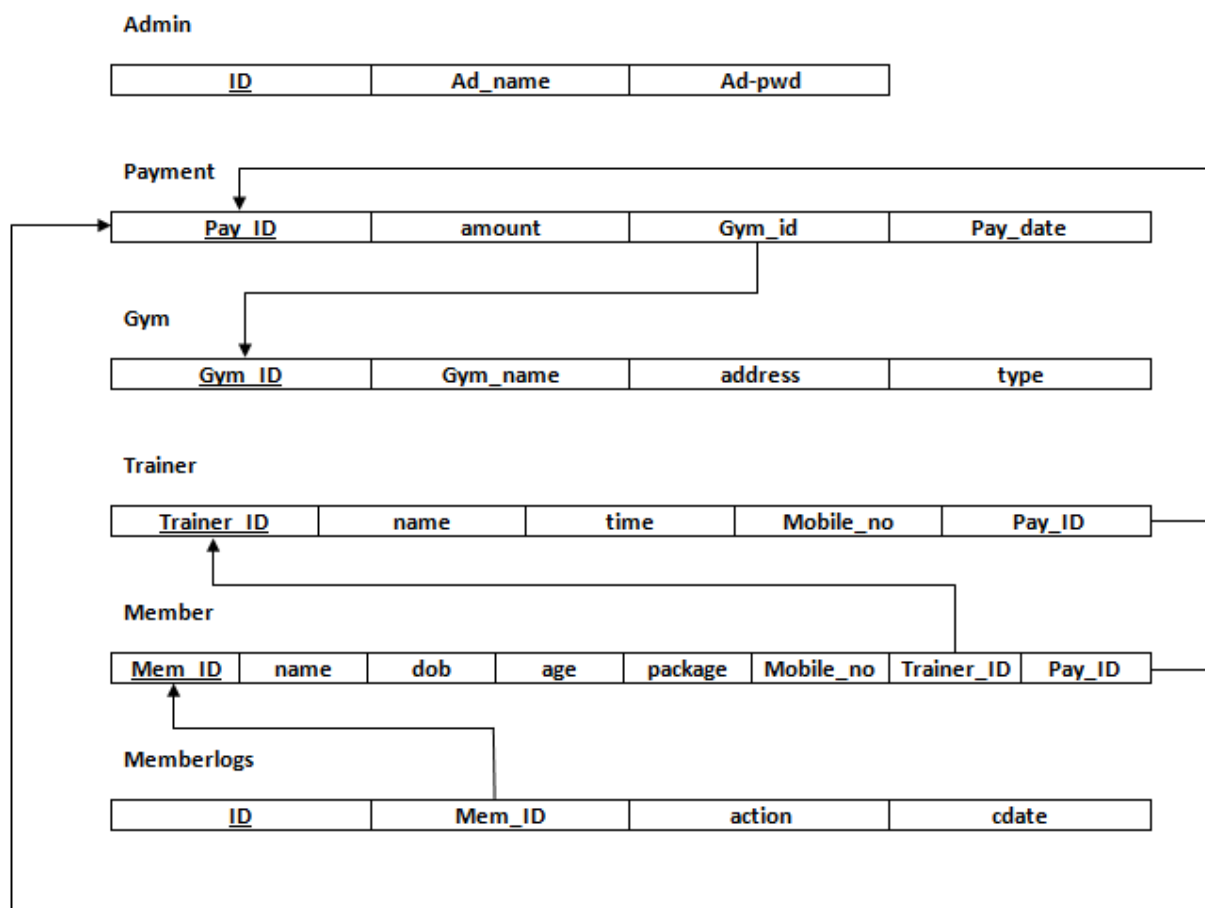 Admin
ID Ad_name Ad-pwd
Payment
Pay_ID amount Gym_id Pay_date
Gym
Gym_ID Gym_name address type
Trainer
Trainer_ID name time Mobile_no Pay_ID
Member
Mem_ID name dob age package Mobile_no Trainer_ID Pay_ID
Memberlogs
ID Mem_ID action cdate